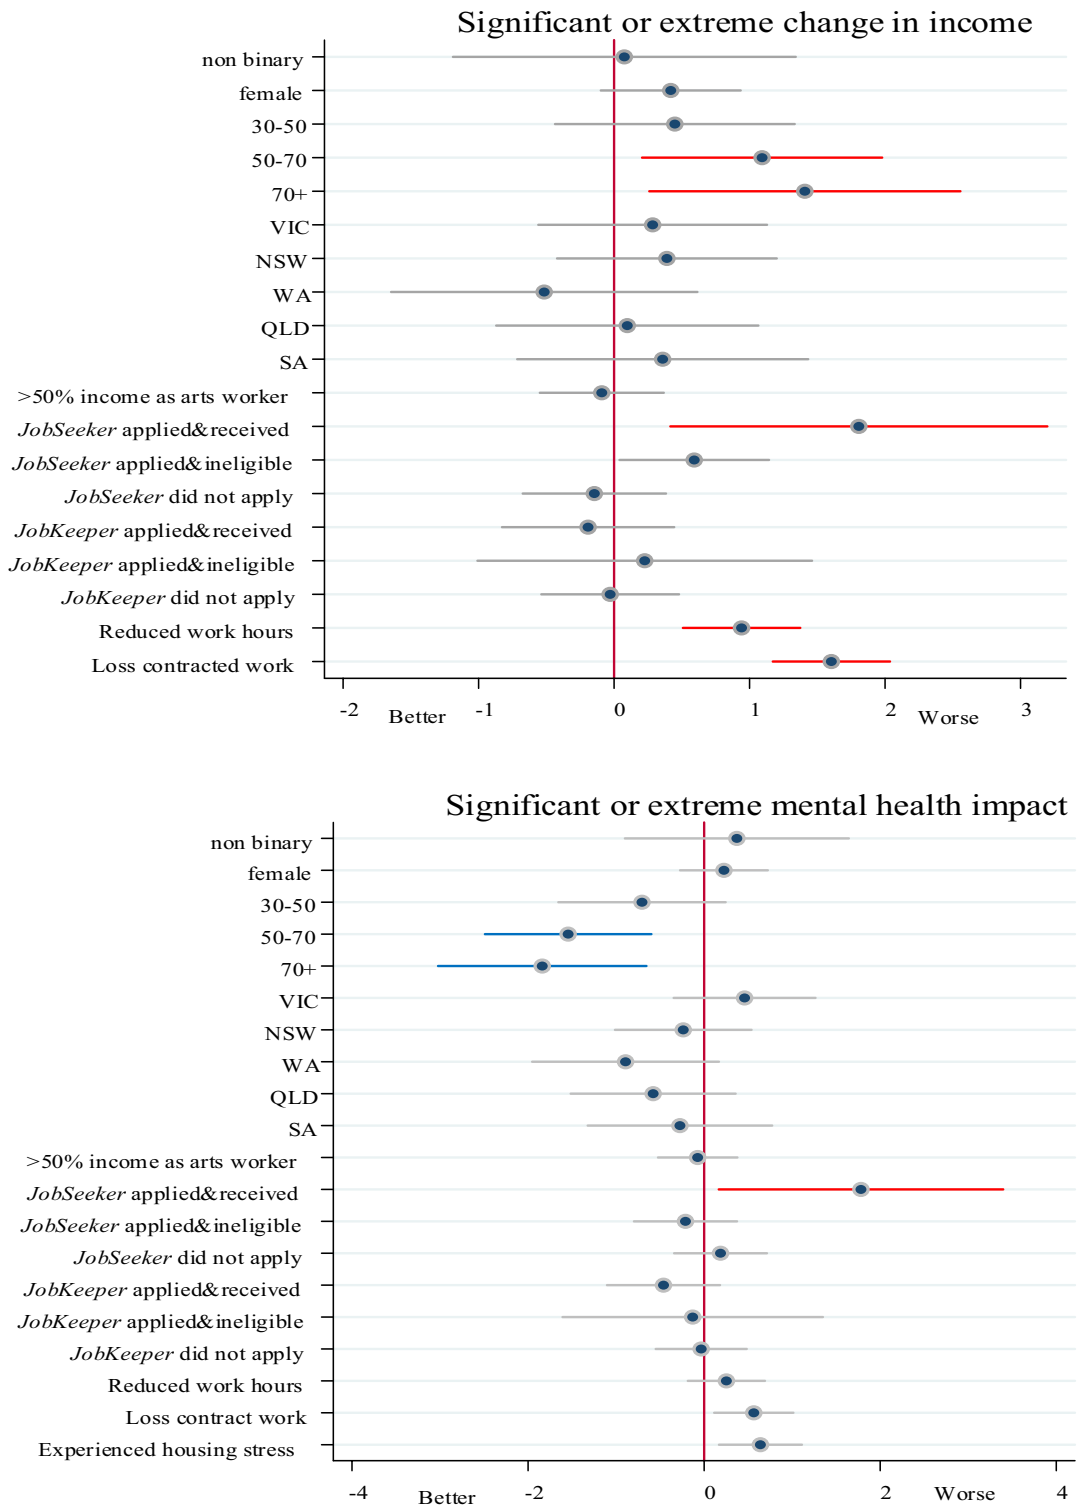 Significant or extreme change in income
non binary
female
30-50
50-70
70+
VIC
NSW
WA
QLD
SA
>50% income as arts worker
JobSeeker applied&received
JobSeeker applied&ineligible
JobSeeker did not apply
JobKeeper applied&received
JobKeeper applied&ineligible
JobKeeper did not apply
Reduced work hours
Loss contracted work
-2 Better -1 0 1 2 Worse 3
Significant or extreme mental health impact
non binary
female
30-50
50-70
70+
VIC
NSW
WA
QLD
SA
>50% income as arts worker
JobSeeker applied&received
JobSeeker applied&ineligible
JobSeeker did not apply
JobKeeper applied&received
JobKeeper applied&ineligible
JobKeeper did not apply
Reduced work hours
Loss contract work
Experienced housing stress
-4 Better -2 0 2 Worse 4